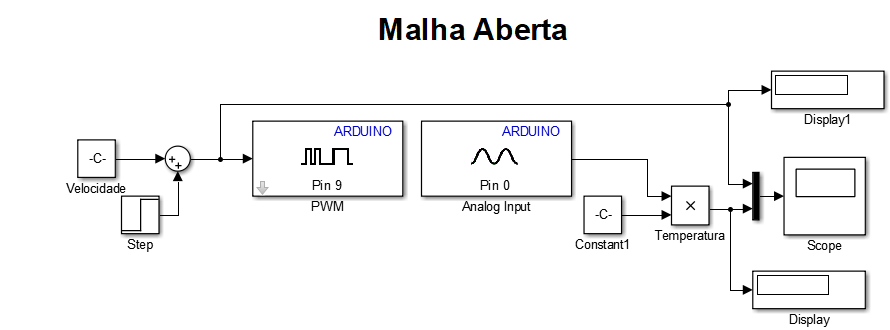 Malha Aberta
Display1
ARDUINO
ARDUINO
-C-
+
+
Velocidade
Pin 9
Pin 0
PWM
Analog Input
Step
-C-
×
Constant1
Temperatura
Scope
Display